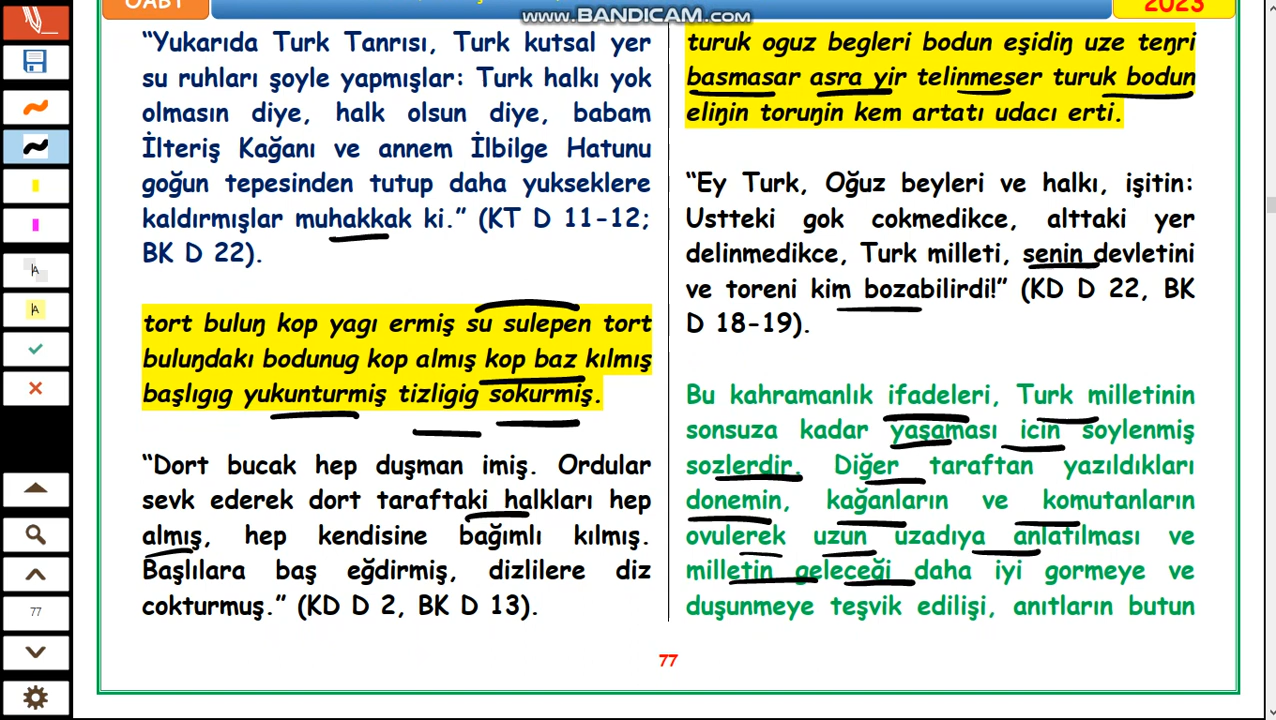 ÖABT
www.BANDICAM.com
2023
“Yukarıda Turk Tanrısı, Turk kutsal yer
su ruhları şoyle yapmışlar: Turk halkı yok
olmasın diye, halk olsun diye, babam
İlteriş Kağanı ve annem İlbilge Hatunu
goğun tepesinden tutup daha yukseklere
kaldırmışlar muhakkak ki.” (KT D 11-12;
BK D 22).
tort buluŋ kop yagı ermiş su sulepen tort
buluŋdakı bodunug kop almış kop baz kılmış
başlıgıg yukunturmiş tizligig sokurmiş.
“Dort bucak hep duşman imiş. Ordular
sevk ederek dort taraftaki halkları hep
almış, hep kendisine bağımlı kılmış.
Başlılara baş eğdirmiş, dizlilere diz
cokturmuş.” (KD D 2, BK D 13).
turuk oguz begleri bodun eşidiŋ uze teŋri
basmasar asra yir telinmeser turuk bodun
eliŋin toruŋin kem artatı udacı erti.
“Ey Turk, Oğuz beyleri ve halkı, işitin:
Ustteki gok cokmedikce, alttaki yer
delinmedikce, Turk milleti, senin devletini
ve toreni kim bozabilirdi!” (KD D 22, BK
D 18-19).
Bu kahramanlık ifadeleri, Turk milletinin
sonsuza kadar yaşaması icin soylenmiş
sozlerdir. Diğer taraftan yazıldıkları
donemin, kağanların ve komutanların
ovulerek uzun uzadıya anlatılması ve
milletin geleceği daha iyi gormeye ve
duşunmeye teşvik edilişi, anıtların butun
77
77